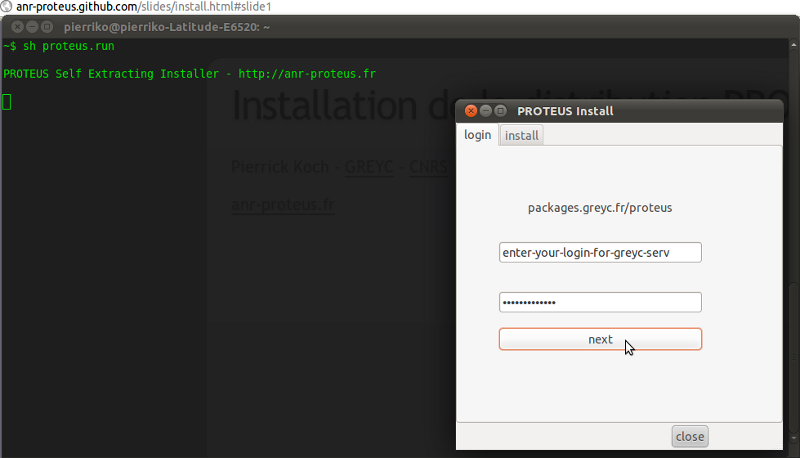 anr-proteus.github.com/slides/install.html#slide1
pierriko@pierriko-Latitude-E6520: ~
~$ sh proteus.run
PROTEUS Self Extracting Installer - http://anr-proteus.fr
Installation de la distribution PRO
Pierrick Koch - GREYC - CNRS
anr-proteus.fr
PROTEUS Install
login install
packages.greyc.fr/proteus
enter-your-login-for-greyc-serv
•••••••••••••
next
close